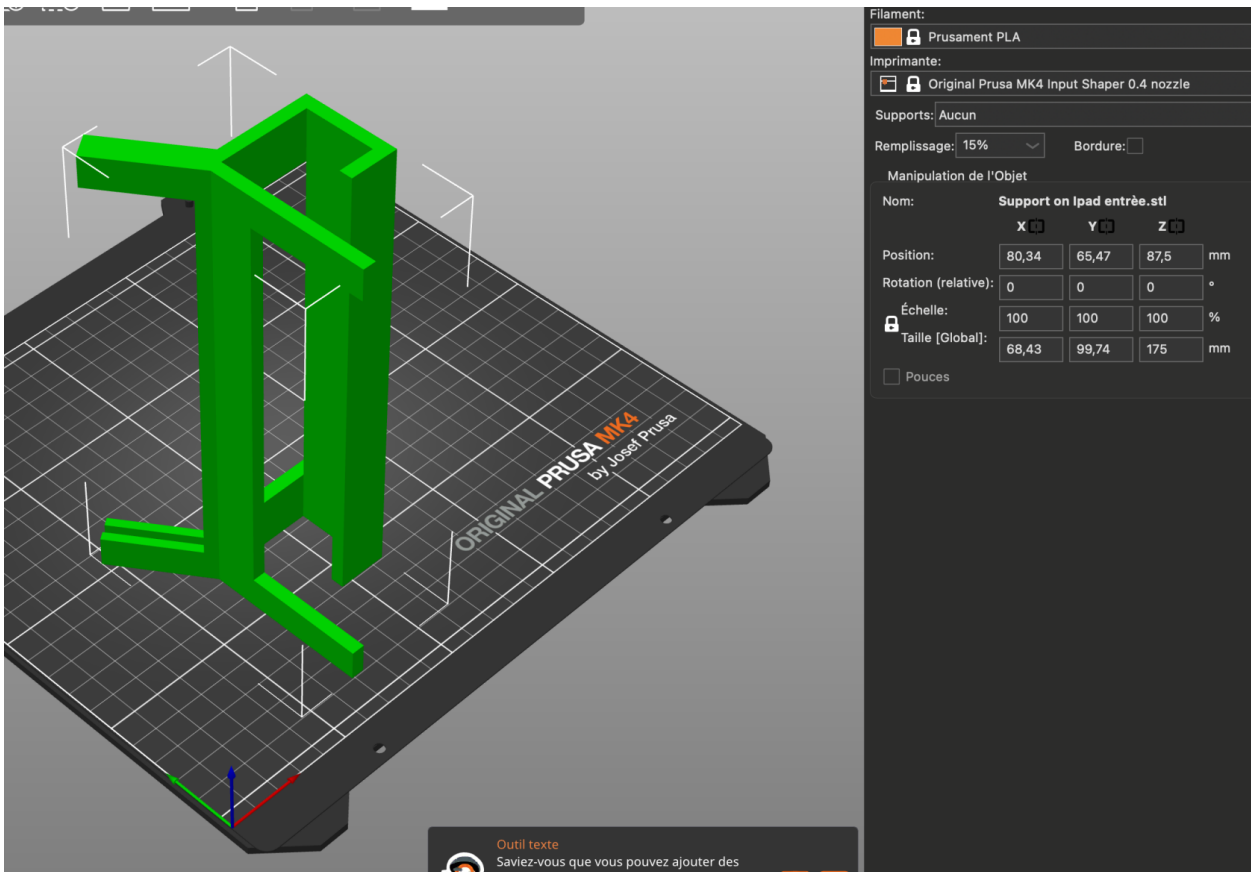 Filament:
Prusament PLA
Imprimante:
Original Prusa MK4 Input Shaper 0.4 nozzle
Supports: Aucun
Remplissage: 15% Bordure:
Manipulation de l'Objet
Nom: Support on Ipad entrèe.stl
X Y Z
Position: 80,34 65,47 87,5 mm
Rotation (relative): 0 0 0 °
Échelle: 100 100 100 %
Taille [Global]: 68,43 99,74 175 mm
Pouces
ORIGINAL PRUSA MK4
by Josef Prusa
Outil texte
Saviez-vous que vous pouvez ajouter des